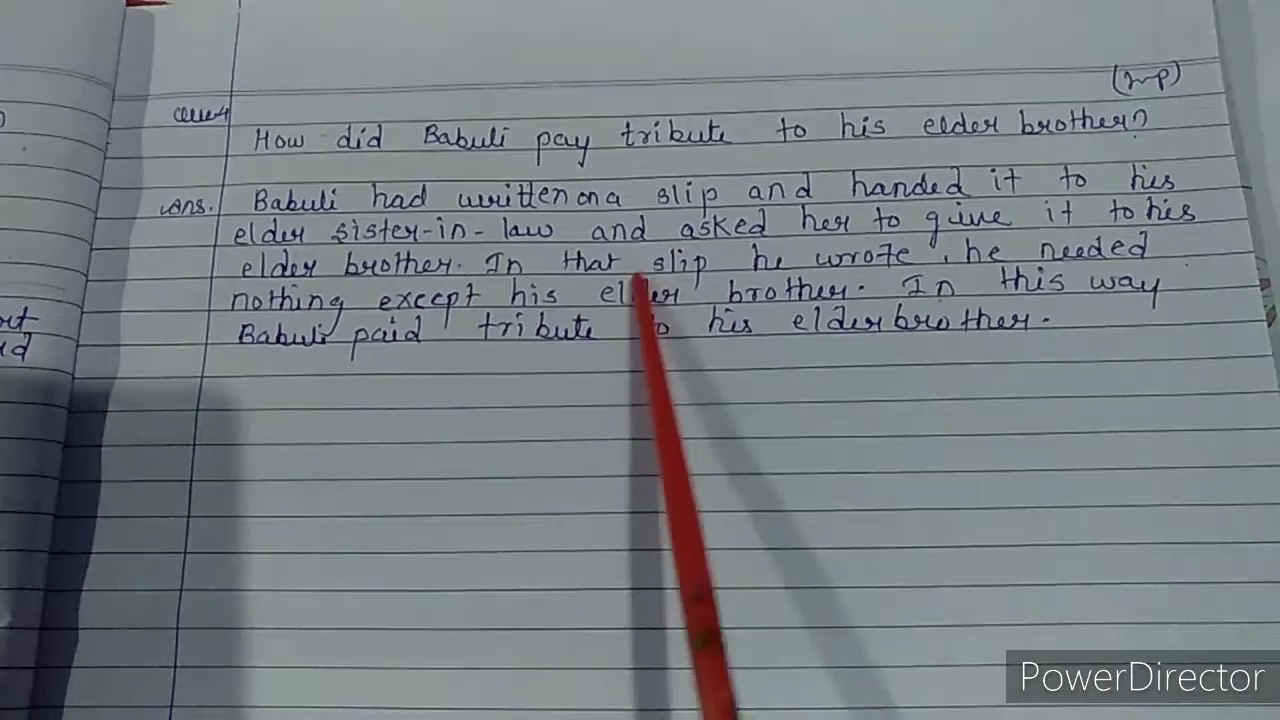 (Imp)
Ques
How did Babuli pay tribute to his elder brother?
Ans. Babuli had written on a slip and handed it to his
elder sister-in-law and asked her to give it to his
elder brother. In that slip he wrote, he needed
nothing except his elder brother. In this way
Babuli paid tribute to his elder brother.
PowerDirector